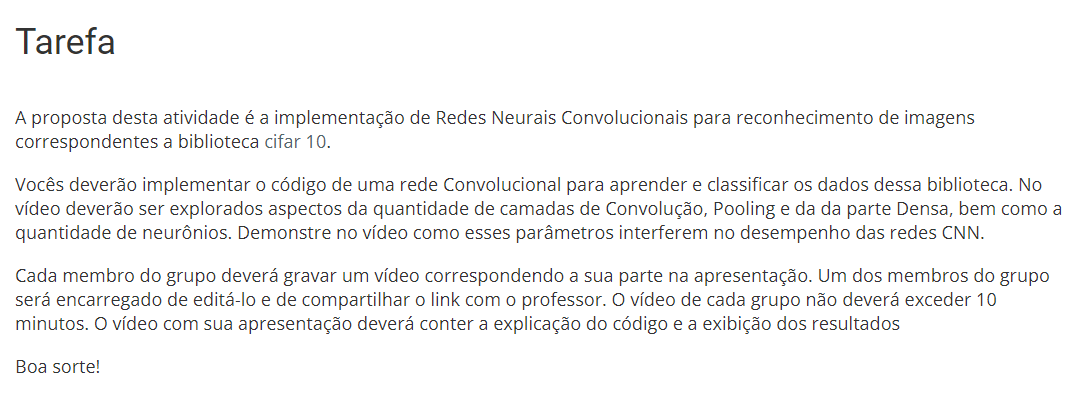 Tarefa
A proposta desta atividade é a implementação de Redes Neurais Convolucionais para reconhecimento de imagens
correspondentes a biblioteca cifar 10.
Vocês deverão implementar o código de uma rede Convolucional para aprender e classificar os dados dessa biblioteca. No
vídeo deverão ser explorados aspectos da quantidade de camadas de Convolução, Pooling e da da parte Densa, bem como a
quantidade de neurônios. Demonstre no vídeo como esses parâmetros interferem no desempenho das redes CNN.
Cada membro do grupo deverá gravar um vídeo correspondendo a sua parte na apresentação. Um dos membros do grupo
será encarregado de editá-lo e de compartilhar o link com o professor. O vídeo de cada grupo não deverá exceder 10
minutos. O vídeo com sua apresentação deverá conter a explicação do código e a exibição dos resultados
Boa sorte!